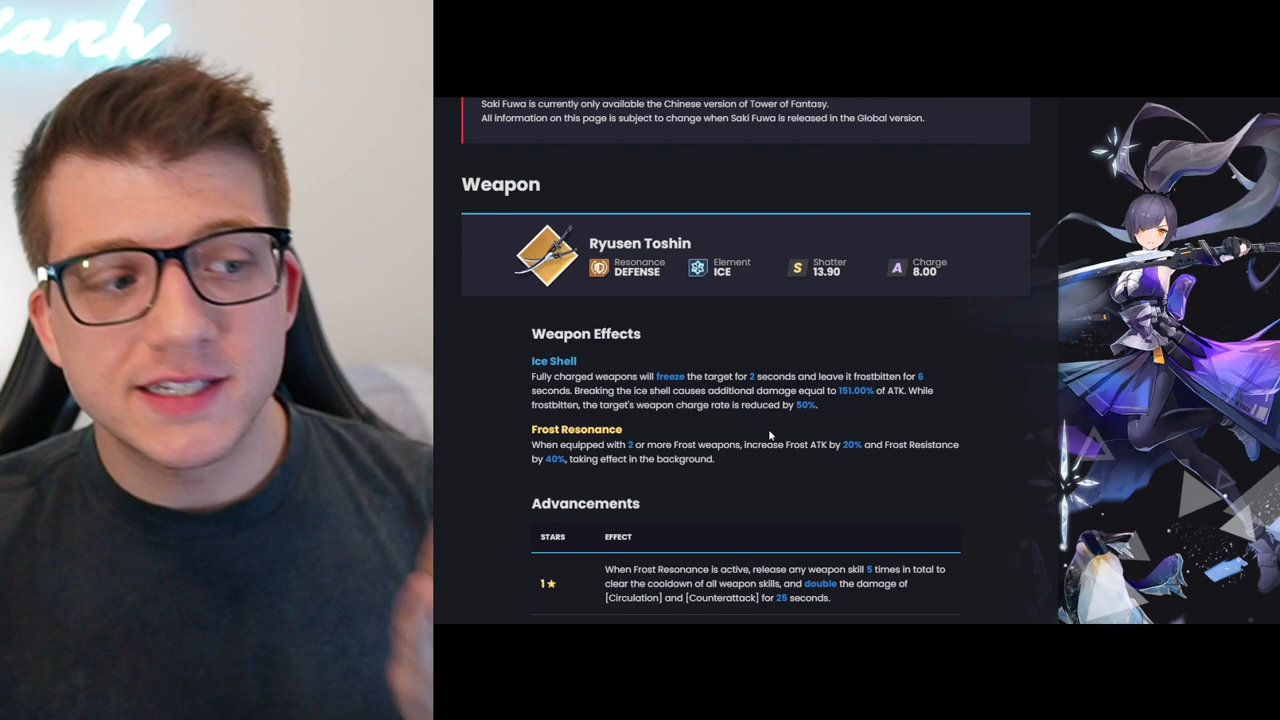 Saki Fuwa is currently only available the Chinese version of Tower of Fantasy.
All information on this page is subject to change when Saki Fuwa is released in the Global version.
Weapon
Ryusen Toshin
Resonance
DEFENSE
Element
ICE
S
Shatter
13.90
A
Charge
8.00
Weapon Effects
Ice Shell
Fully charged weapons will freeze the target for 2 seconds and leave it frostbitten for 6
seconds. Breaking the ice shell causes additional damage equal to 151.00% of ATK. While
frostbitten, the target's weapon charge rate is reduced by 50%.
Frost Resonance
When equipped with 2 or more Frost weapons, increase Frost ATK by 20% and Frost Resistance
by 40%, taking effect in the background.
Advancements
STARS EFFECT
1★
When Frost Resonance is active, release any weapon skill 5 times in total to
clear the cooldown of all weapon skills, and double the damage of
[Circulation] and [Counterattack] for 25 seconds.